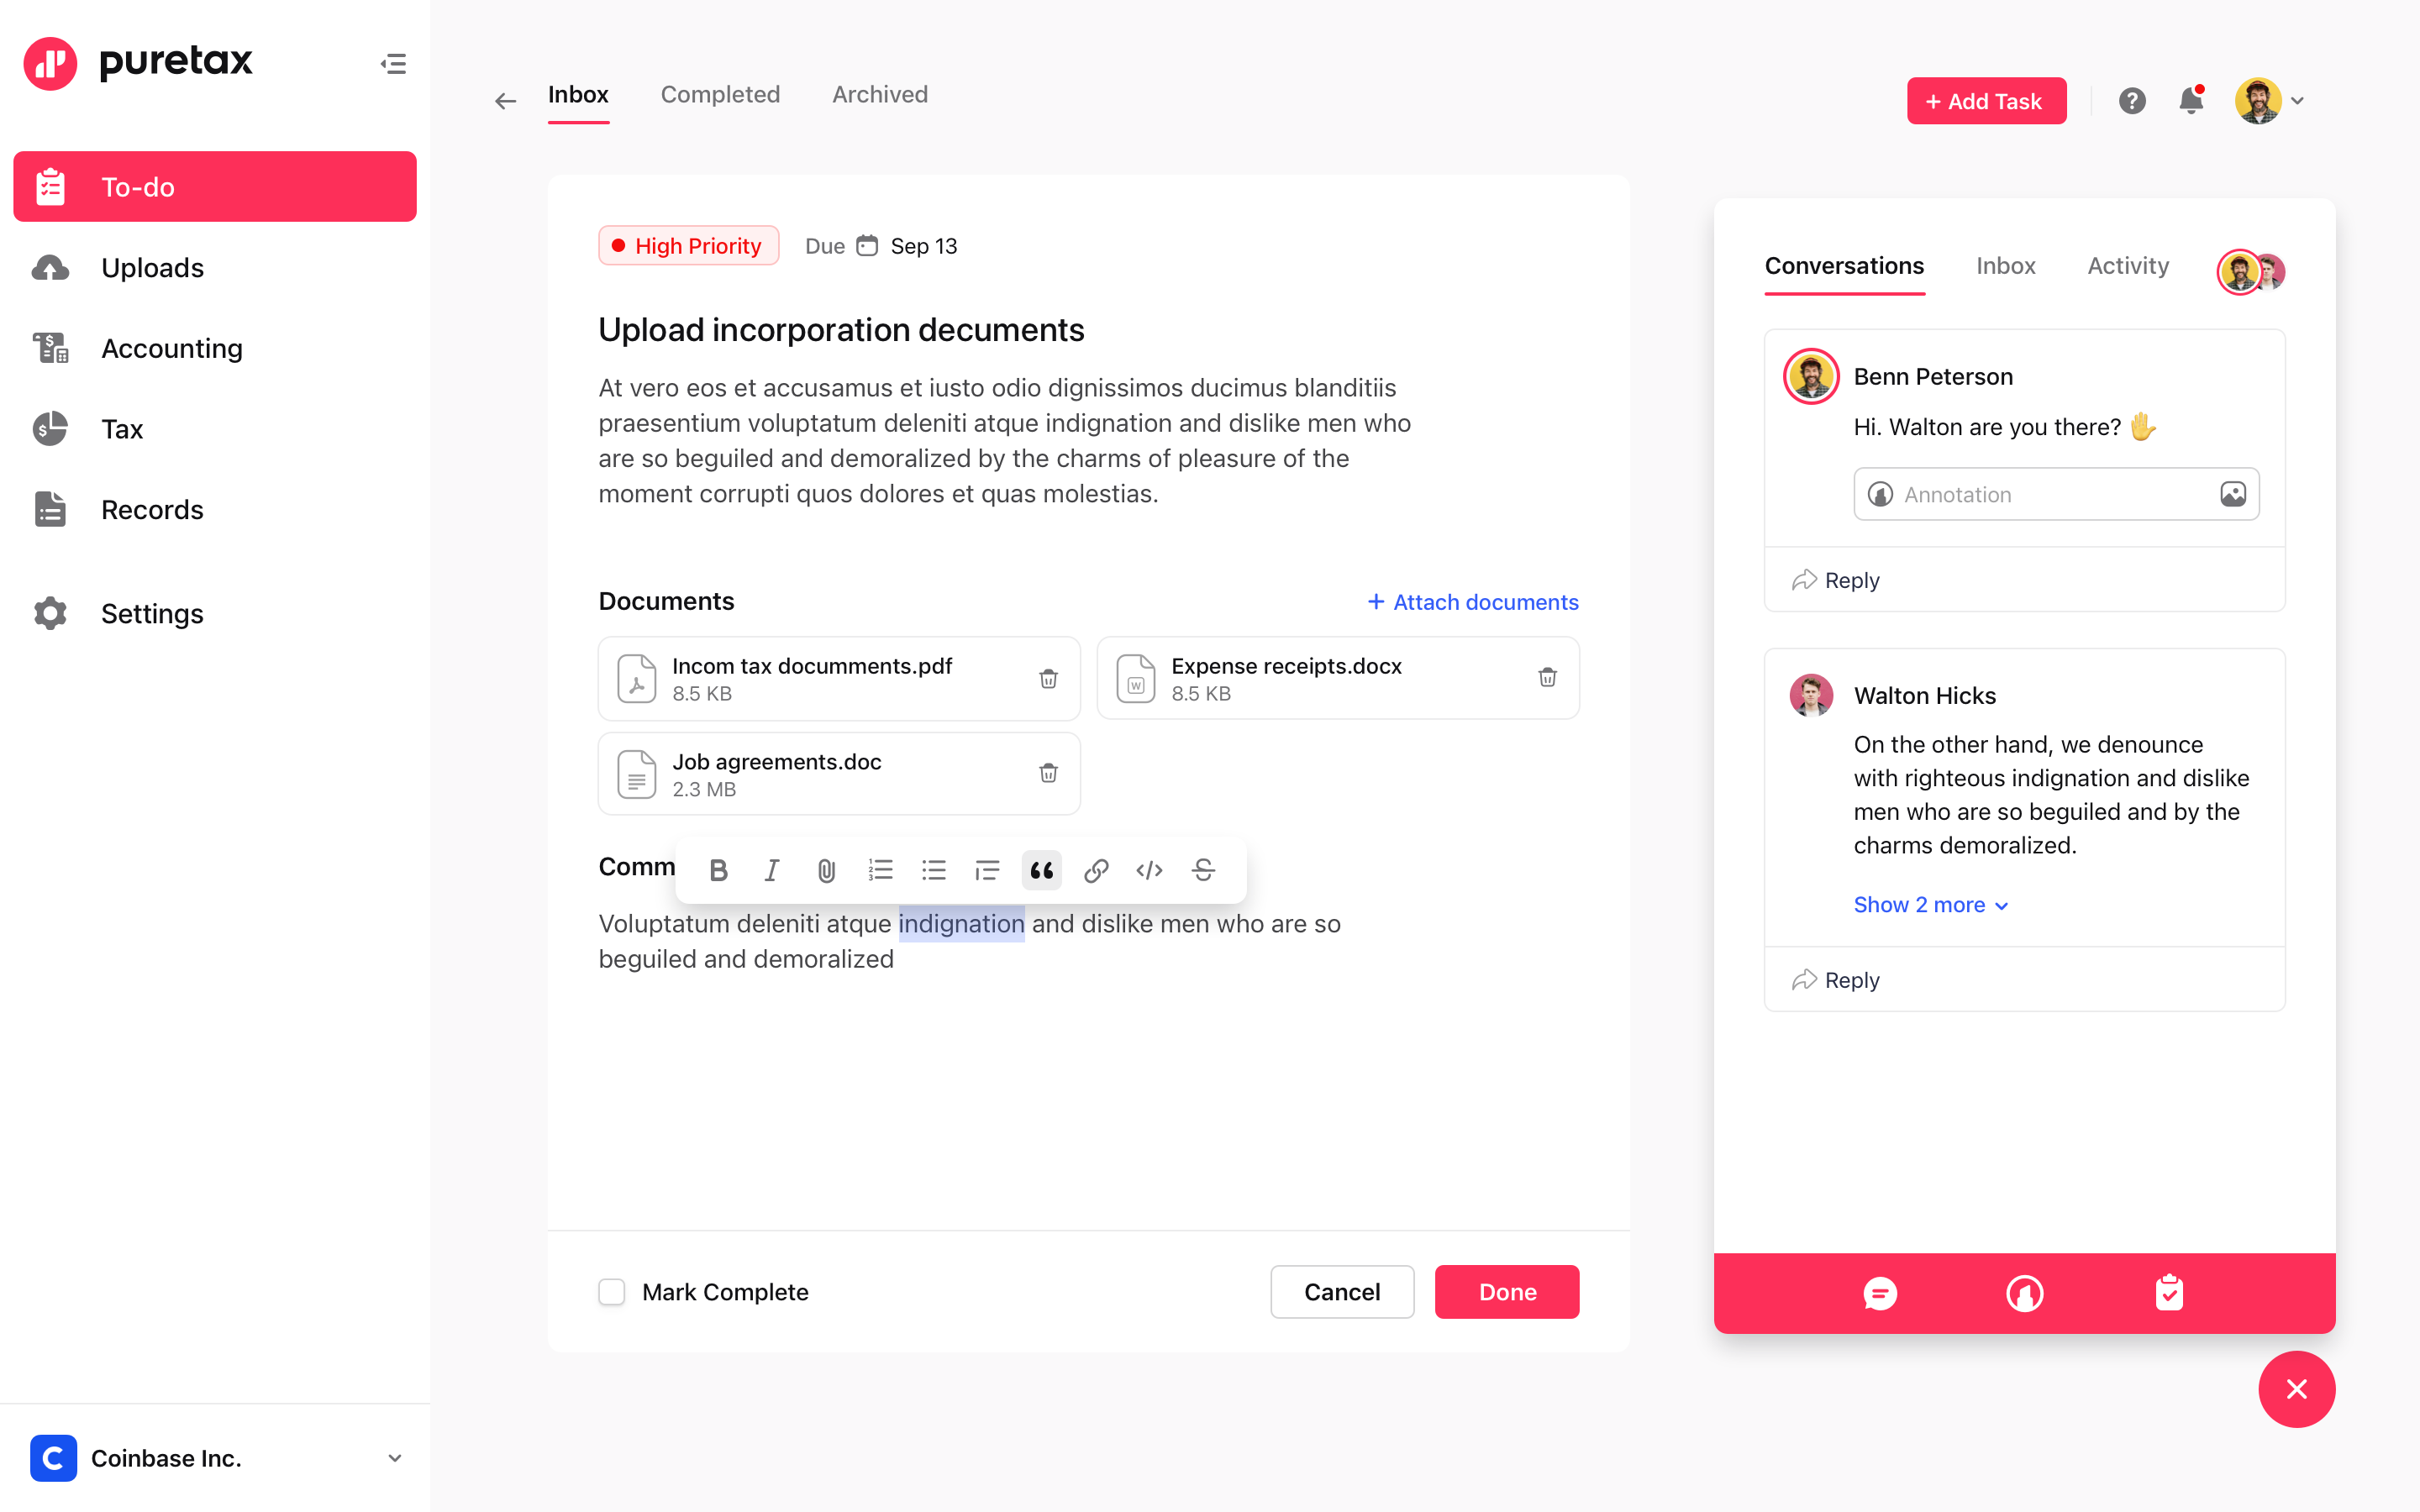 puretax
To-do
Uploads
Accounting
Tax
Records
Settings
C
Coinbase Inc.
Inbox
Completed
Archived
+ Add Task
?
High Priority
Due
Sep 13
Upload incorporation decuments
At vero eos et accusamus et iusto odio dignissimos ducimus blanditiis
praesentium voluptatum deleniti atque indignation and dislike men who
are so beguiled and demoralized by the charms of pleasure of the
moment corrupti quos dolores et quas molestias.
Documents
+ Attach documents
Incom tax documments.pdf
8.5 KB
W
Expense receipts.docx
8.5 KB
Job agreements.doc
2.3 MB
Comm
Voluptatum deleniti atque indignation and dislike men who are so
beguiled and demoralized
Mark Complete
Cancel
Done
Conversations
Inbox
Activity
Benn Peterson
Hi. Walton are you there? 🖐
Annotation
Reply
Walton Hicks
On the other hand, we denounce
with righteous indignation and dislike
men who are so beguiled and by the
charms demoralized.
Show 2 more
Reply